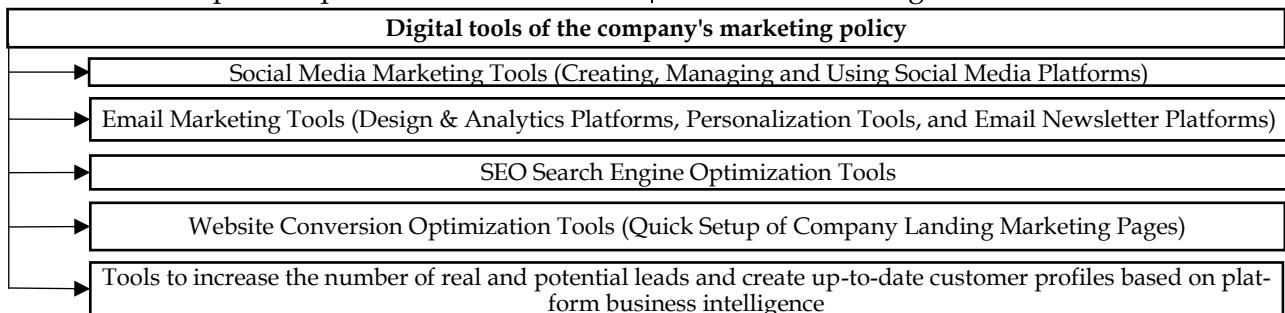 Digital tools of the company's marketing policy
Social Media Marketing Tools (Creating, Managing and Using Social Media Platforms)
Email Marketing Tools (Design & Analytics Platforms, Personalization Tools, and Email Newsletter Platforms)
SEO Search Engine Optimization Tools
Website Conversion Optimization Tools (Quick Setup of Company Landing Marketing Pages)
Tools to increase the number of real and potential leads and create up-to-date customer profiles based on plat-
form business intelligence